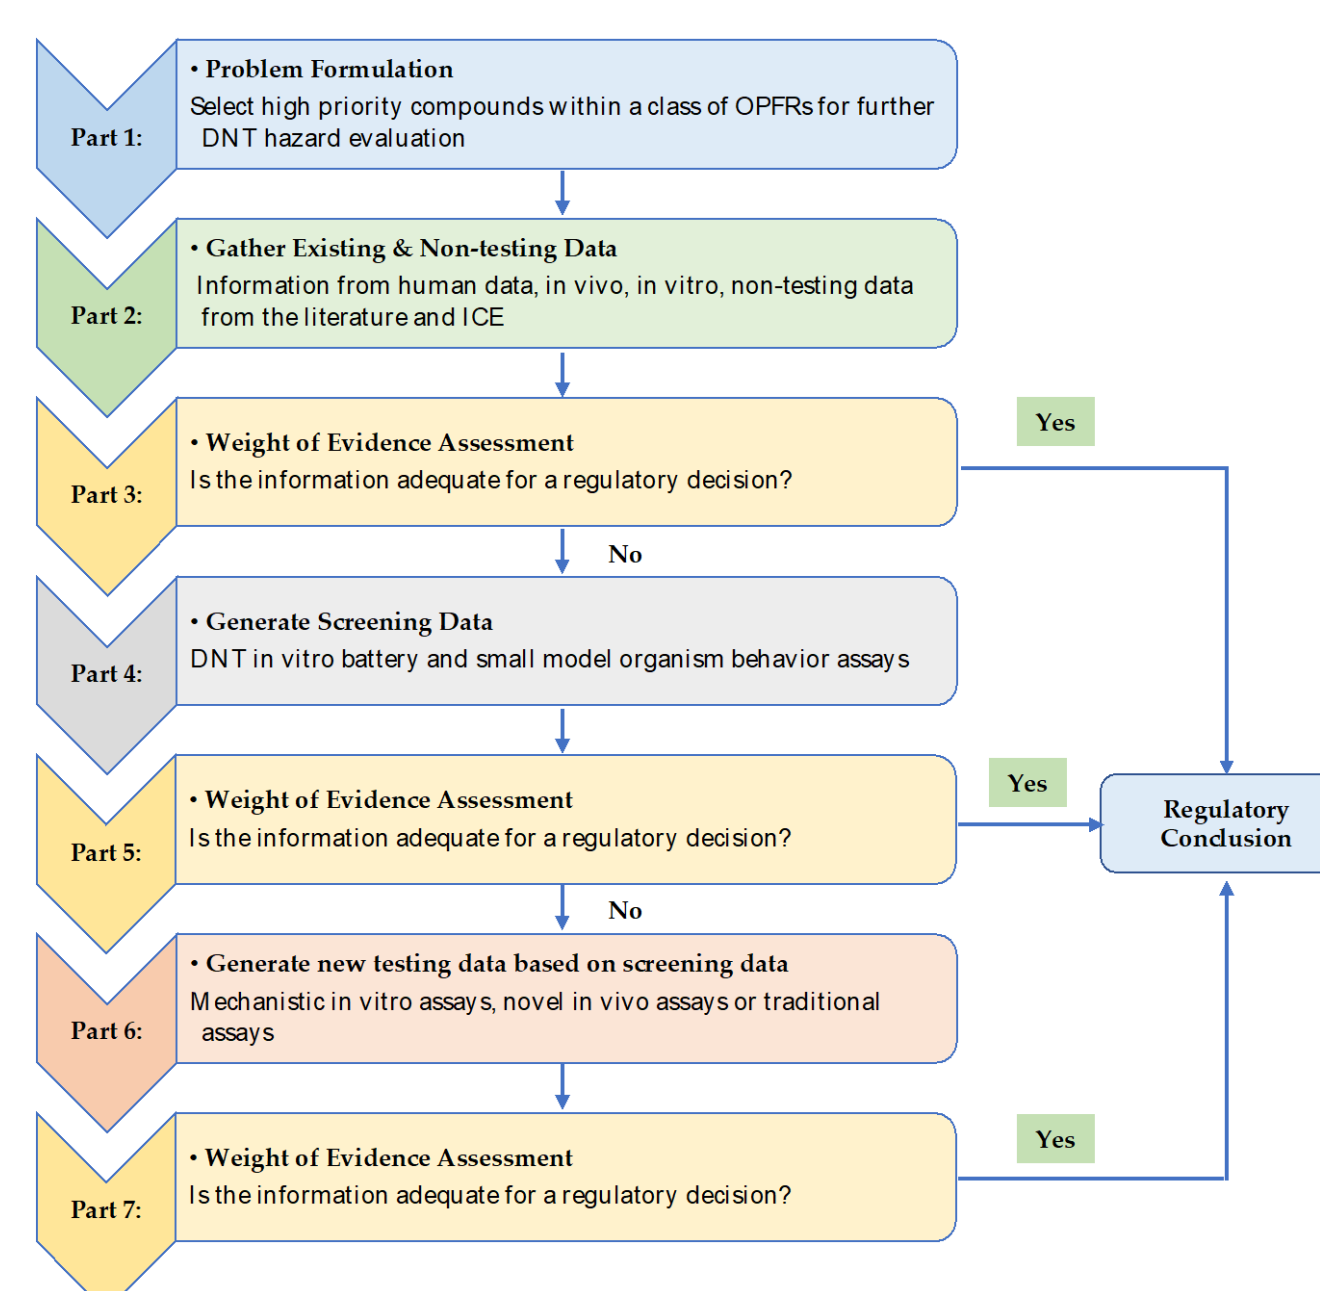 • Problem Formulation
Select high priority compounds within a class of OPFRs for further
DNT hazard evaluation
Part 1:
• Gather Existing & Non-testing Data
Information from human data, in vivo, in vitro, non-testing data
from the literature and ICE
Part 2:
• Weight of Evidence Assessment
Is the information adequate for a regulatory decision?
Part 3:
Yes
No
• Generate Screening Data
DNT in vitro battery and small model organism behavior assays
Part 4:
• Weight of Evidence Assessment
Is the information adequate for a regulatory decision?
Part 5:
Yes
Regulatory
Conclusion
No
• Generate new testing data based on screening data
Mechanistic in vitro assays, novel in vivo assays or traditional
assays
Part 6:
• Weight of Evidence Assessment
Is the information adequate for a regulatory decision?
Part 7:
Yes